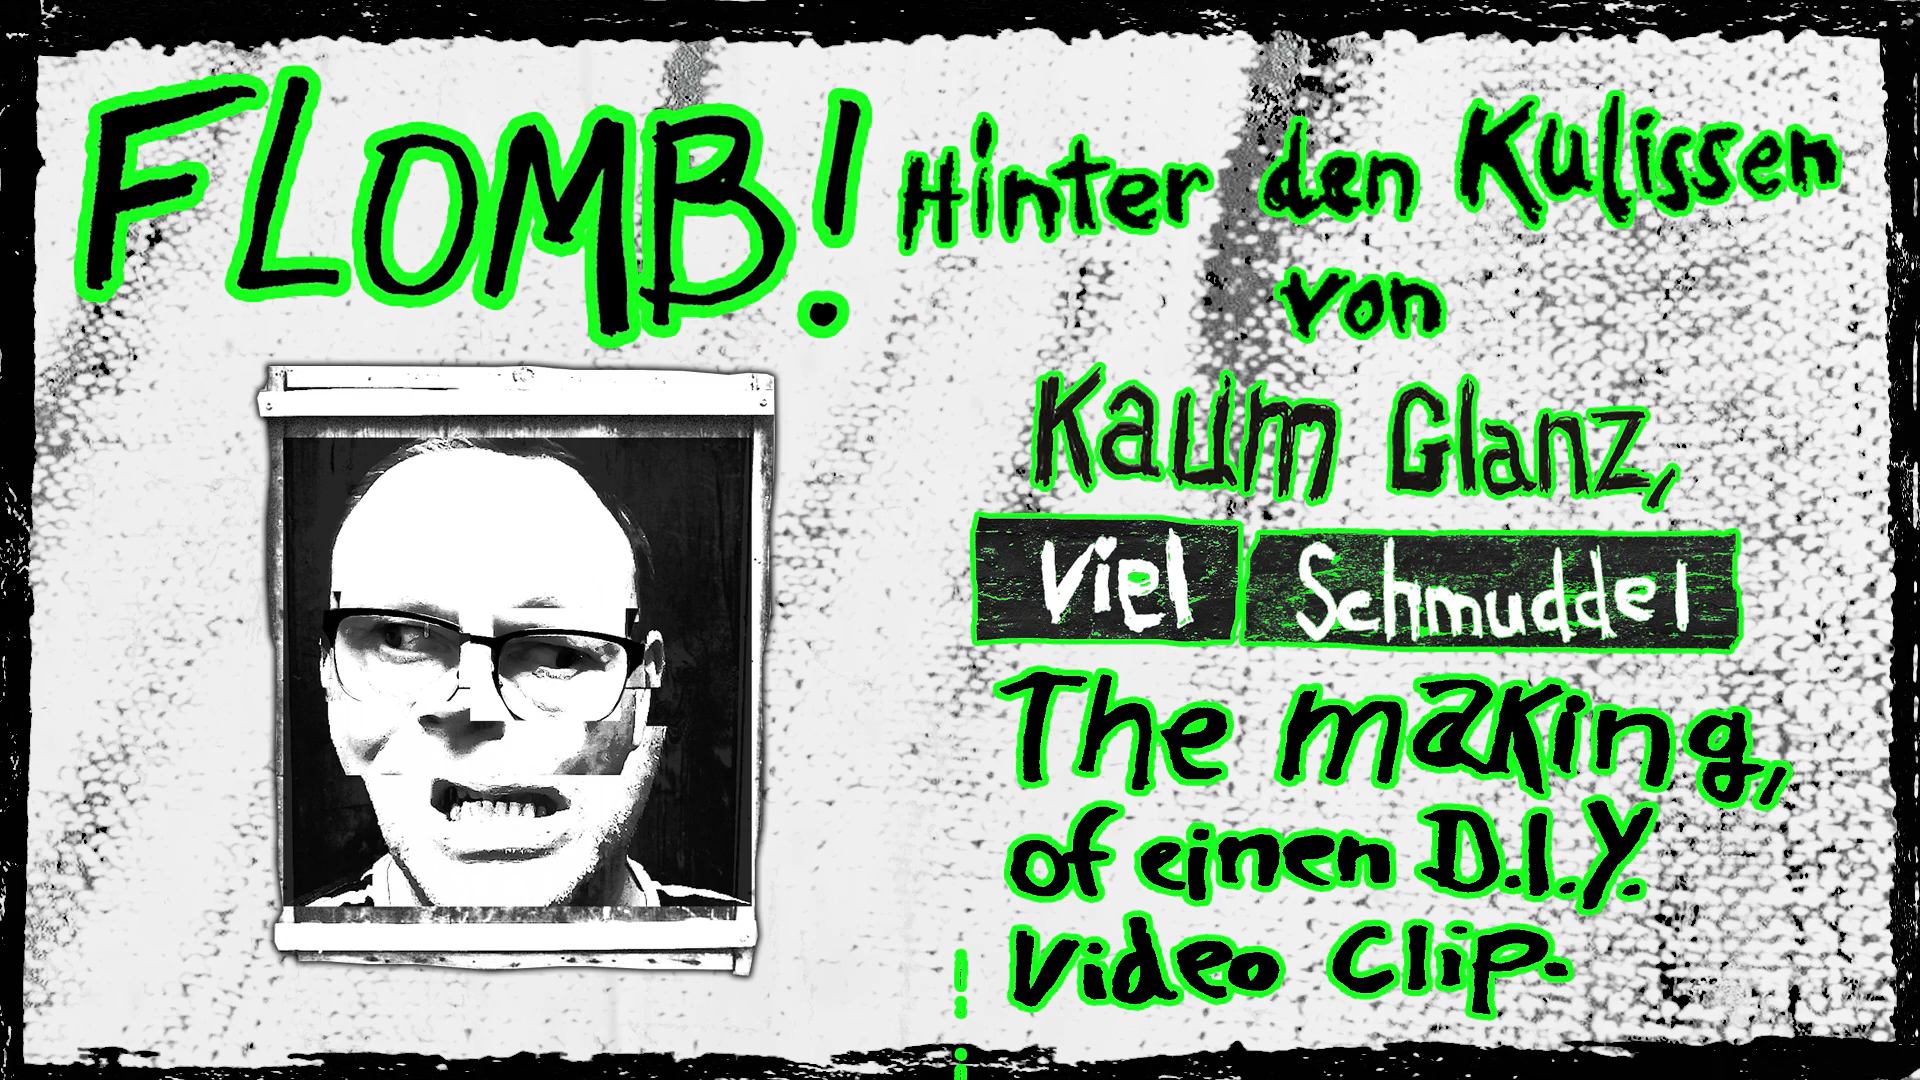 FLOMB! Hinter den Kulissen
von
Kaum Glanz,
Viel Schmuddel
The making,
of einen D.I.Y.
Video Clip.